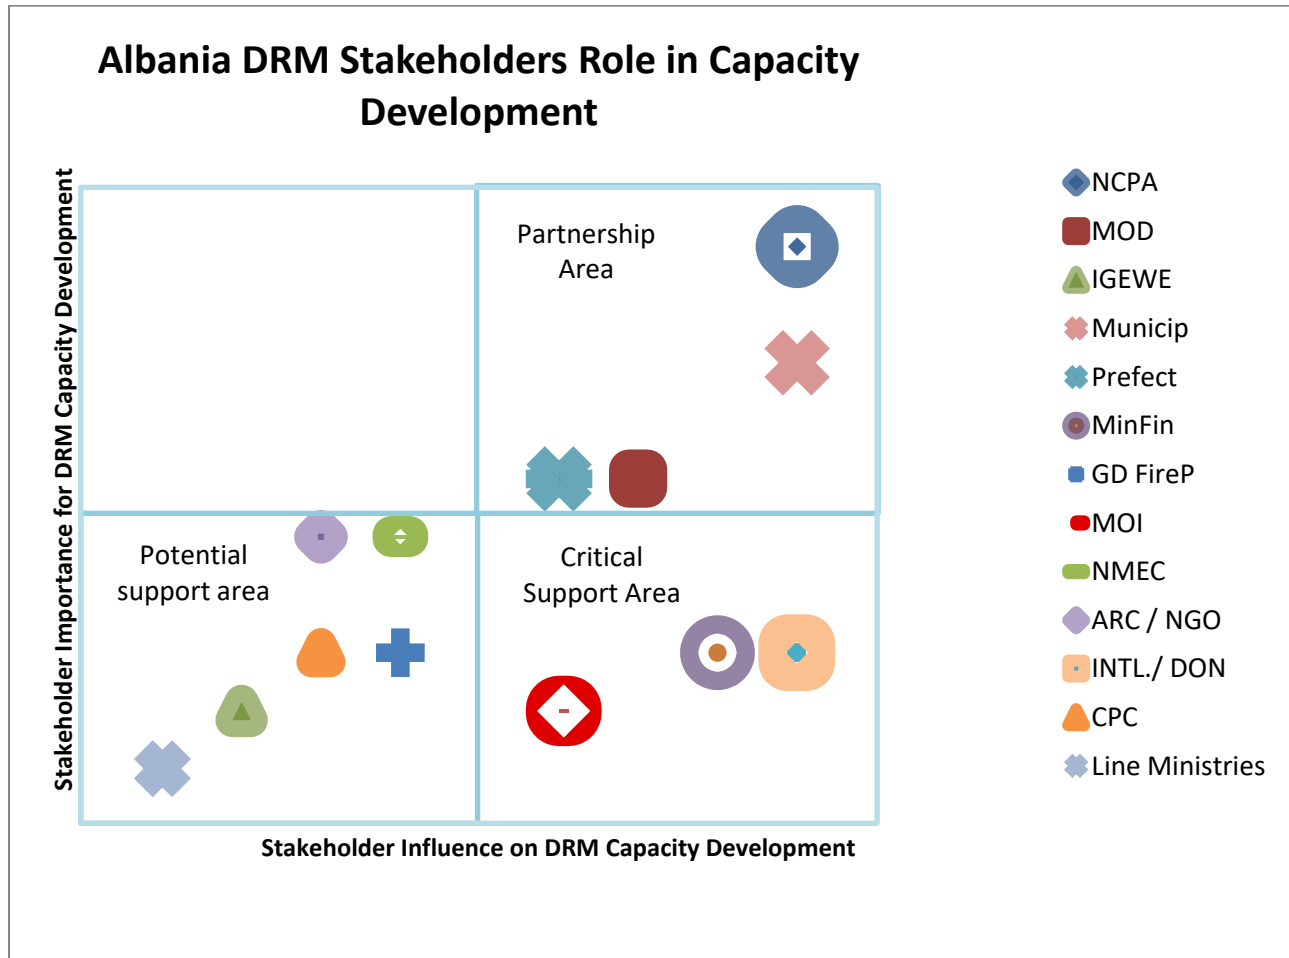 Albania DRM Stakeholders Role in Capacity
Development
Stakeholder Importance for DRM Capacity Development
Partnership
Area
Potential
support area
Critical
Support Area
Stakeholder Influence on DRM Capacity Development
NCPA
MOD
IGEWE
Municip
Prefect
MinFin
GD FireP
MOI
NMEC
ARC / NGO
INTL./ DON
CPC
Line Ministries